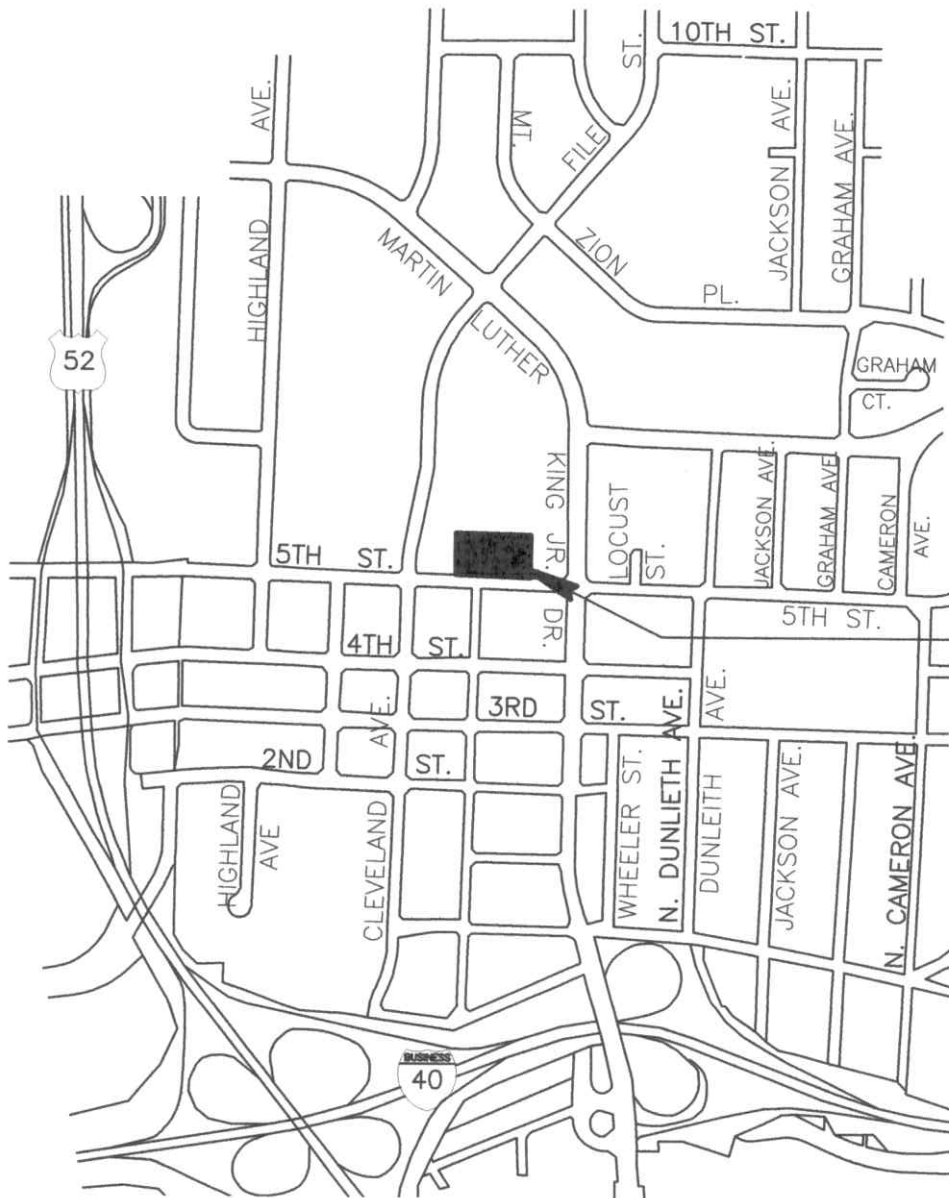 10TH ST.
ST.
AVE.
MT.
FILE
JACKSON AVE.
GRAHAM AVE.
HIGHLAND
MARTIN
ZION
PL.
LUTHER
52
GRAHAM
CT.
KING JR.
LOCUST
ST.
JACKSON AVE.
GRAHAM AVE.
CAMERON
AVE.
5TH ST.
5TH ST.
DR.
4TH ST.
3RD ST.
AVE.
2ND ST.
AVE.
HIGHLAND
AVE
CLEVELAND
WHEELER ST.
N. DUNLIETH AVE.
DUNLEITH
JACKSON AVE.
N. CAMERON AVE.
BUSINESS
40